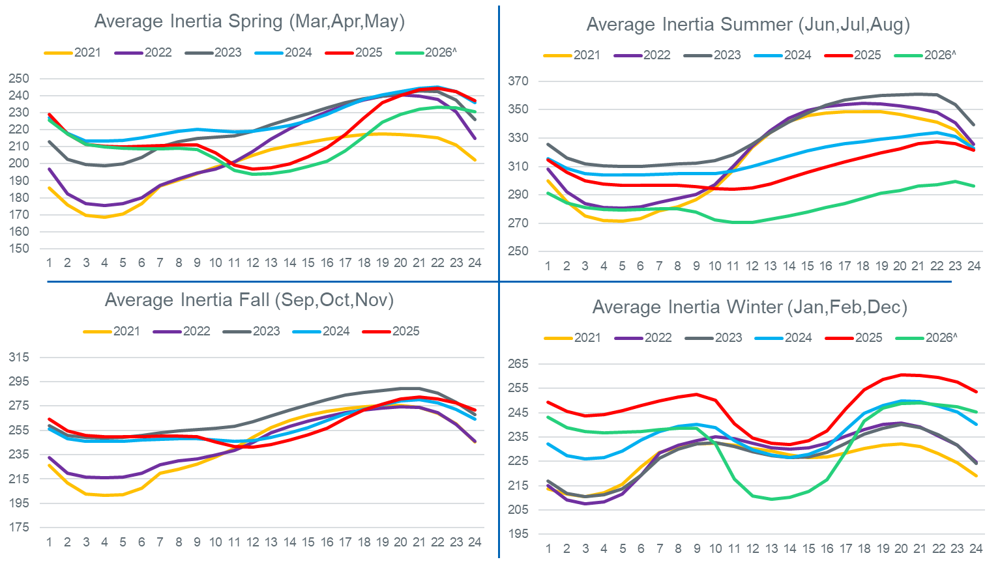 Average Inertia Spring (Mar,Apr,May)
2021 2022 2023 2024 2025 2026^
250
240
230
220
210
200
190
180
170
160
150
1 2 3 4 5 6 7 8 9 10 11 12 13 14 15 16 17 18 19 20 21 22 23 24
Average Inertia Summer (Jun,Jul,Aug)
2021 2022 2023 2024 2025 2026^
370
350
330
310
290
270
250
1 2 3 4 5 6 7 8 9 10 11 12 13 14 15 16 17 18 19 20 21 22 23 24
Average Inertia Fall (Sep,Oct,Nov)
2021 2022 2023 2024 2025
315
295
275
255
235
215
195
175
1 2 3 4 5 6 7 8 9 10 11 12 13 14 15 16 17 18 19 20 21 22 23 24
Average Inertia Winter (Jan,Feb,Dec)
2021 2022 2023 2024 2025 2026^
265
255
245
235
225
215
205
195
1 2 3 4 5 6 7 8 9 10 11 12 13 14 15 16 17 18 19 20 21 22 23 24